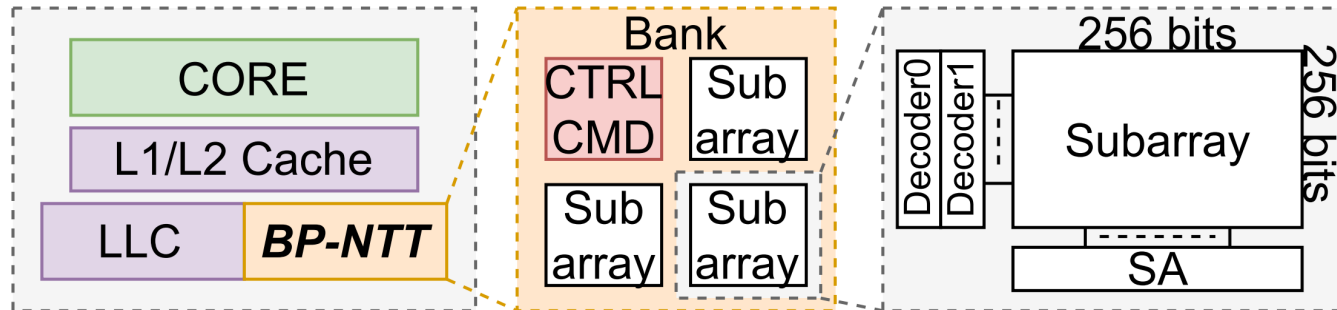 CORE
L1/L2 Cache
LLC
BP-NTT
Bank
CTRL
CMD
Sub
array
Sub
array
Sub
array
Decoder0
Decoder1
256 bits
256 bits
Subarray
SA